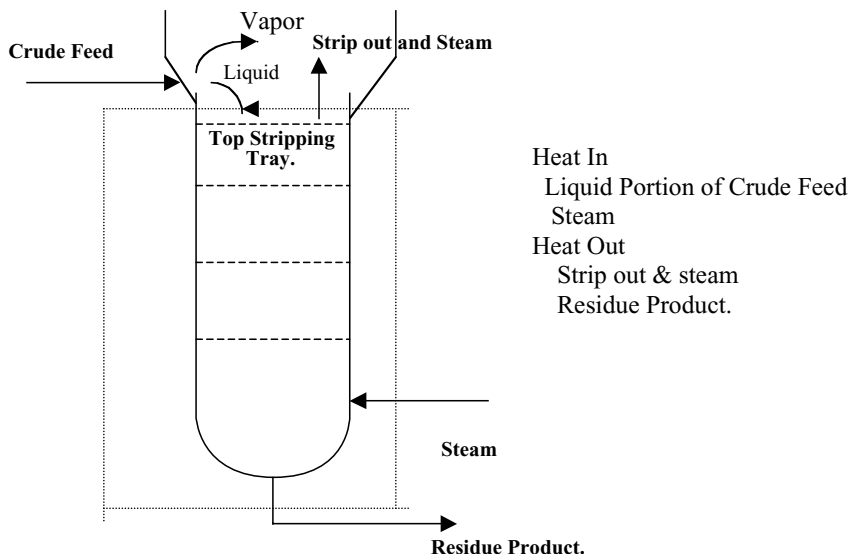 Vapor
Crude Feed
Strip out and Steam
Liquid
Top Stripping
Tray.
Heat In
Liquid Portion of Crude Feed
Steam
Heat Out
Strip out & steam
Residue Product.
Steam
Residue Product.